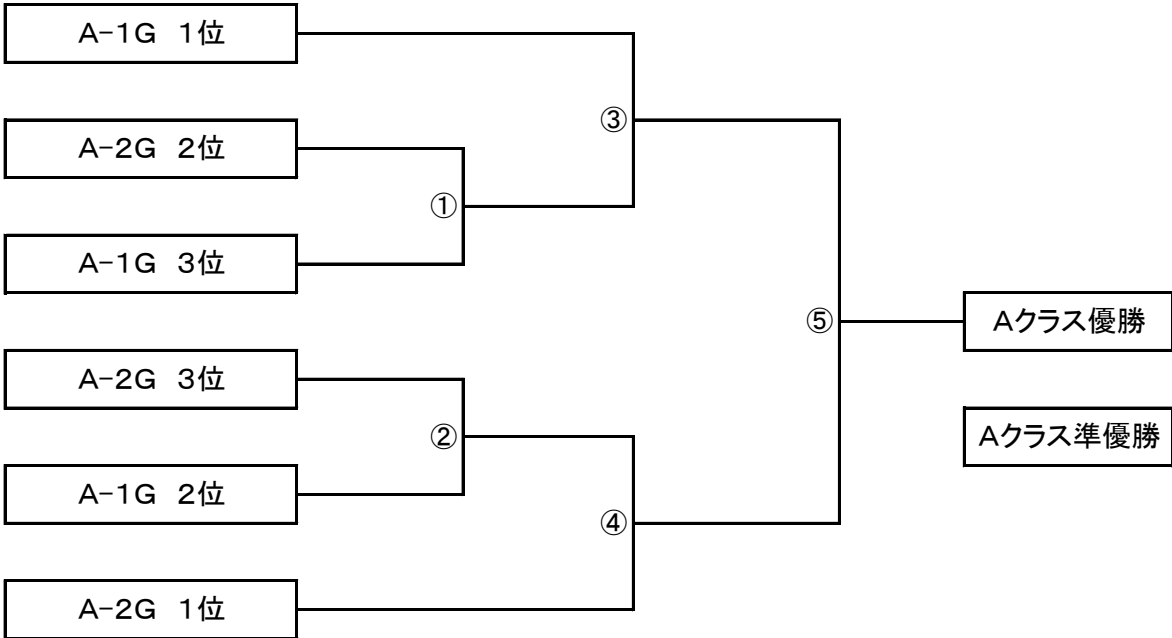 A-1G 1位
③
A-2G 2位
①
A-1G 3位
⑤
Aクラス優勝
A-2G 3位
②
Aクラス準優勝
A-1G 2位
④
A-2G 1位